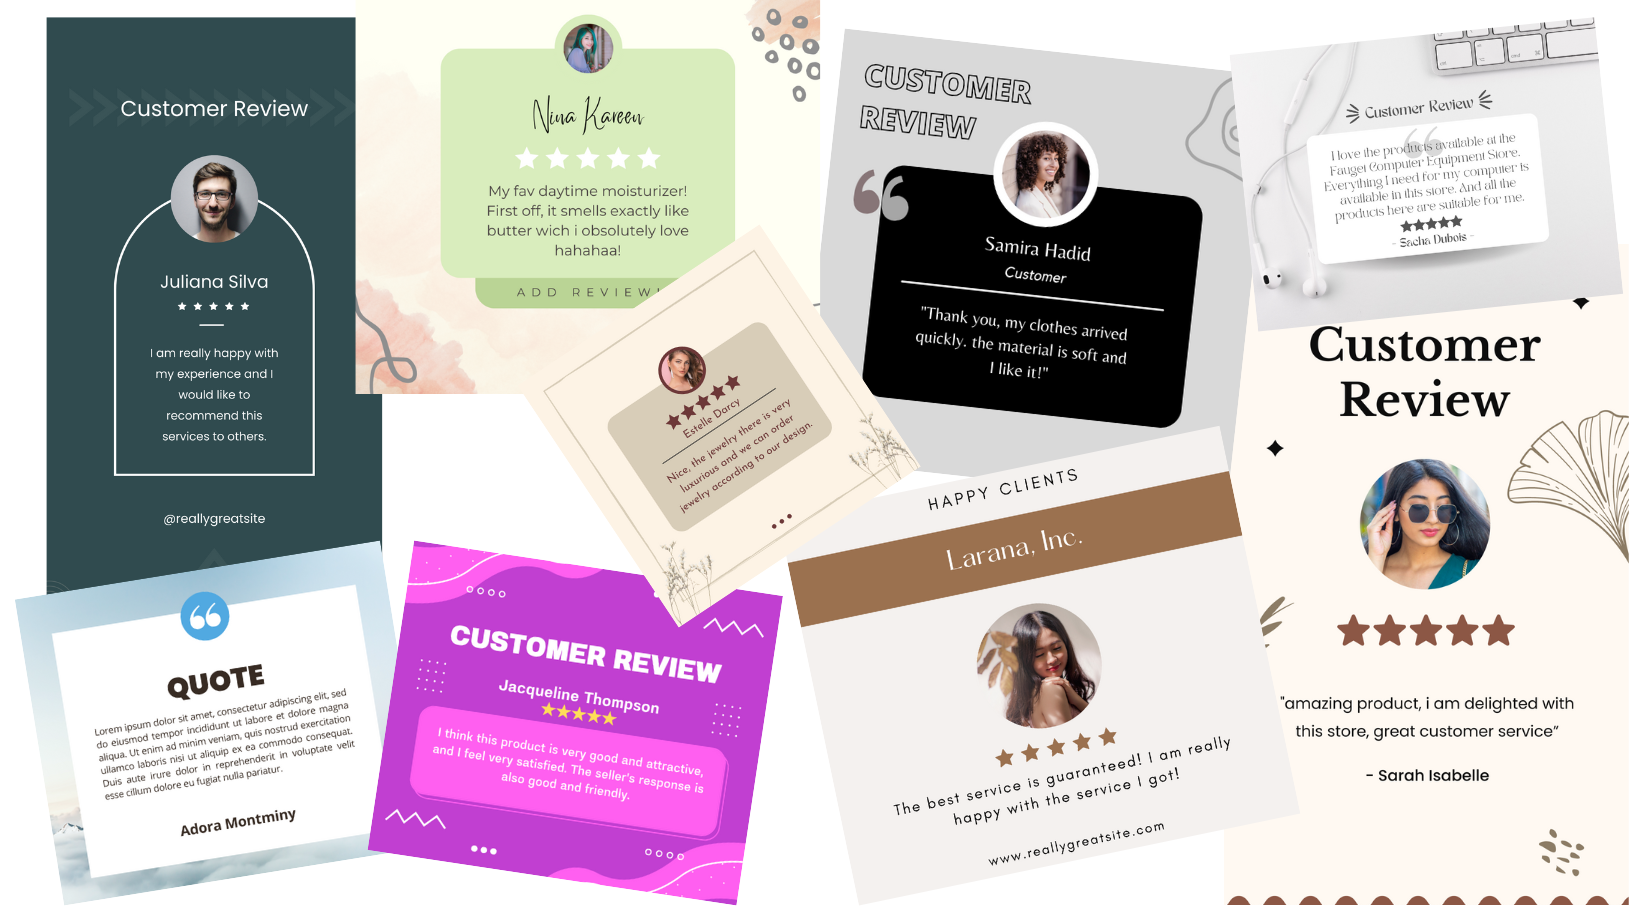 Customer Review
Juliana Silva
I am really happy with
my experience and I
would like to
recommend this
services to others.
@reallygreatsite
Nina Kareen
My fav daytime moisturizer!
First off, it smells exactly like
butter wich i obsolutely love
hahahaa!
ADD REVIEW!
CUSTOMER
REVIEW
Samira Hadid
Customer
"Thank you, my clothes arrived
quickly. the material is soft and
I like it!"
Customer Review
I love the products available at the
Fauget Computer Equipment Store.
Everything I need for my computer is
available in this store. And all the
products here are suitable for me.
- Sacha Dubois -
Estelle Darcy
Nice, the jewelry there is very
luxurious and we can order
jewelry according to our design.
Customer
Review
"amazing product, i am delighted with
this store, great customer service”
- Sarah Isabelle
QUOTE
Lorem ipsum dolor sit amet, consectetur adipiscing elit, sed
do eiusmod tempor incididunt ut labore et dolore magna
aliqua. Ut enim ad minim veniam, quis nostrud exercitation
ullamco laboris nisi ut aliquip ex ea commodo consequat.
Duis aute irure dolor in reprehenderit in voluptate velit
esse cillum dolore eu fugiat nulla pariatur.
Adora Montminy
CUSTOMER REVIEW
Jacqueline Thompson
I think this product is very good and attractive,
and I feel very satisfied. The seller's response is
also good and friendly.
HAPPY CLIENTS
Larana, Inc.
The best service is guaranteed! I am really
happy with the service I got!
www.reallygreatsite.com